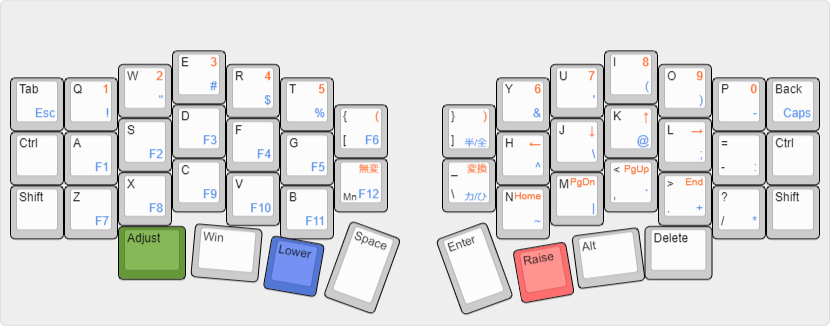 Tab
Esc
Q 1
!
W 2
"
E 3
#
R 4
$
T 5
%
{ (
[ F6
} )
] 半/全
Y 6
&
U 7
'
I 8
(
O 9
)
P 0
-
Back
Caps
Ctrl
A
F1
S
F2
D
F3
F
F4
G
F5
無変
Mn F12
_ 変換
\ カ/ひ
H ←
^
J ↓
\
K ↑
@
L →
;
=
- :
Ctrl
Shift
Z
F7
X
F8
C
F9
V
F10
B
F11
N Home
~
M PgDn
|
< PgUp
, `
> End
. +
?
/ *
Shift
Adjust
Win
Lower
Space
Enter
Raise
Alt
Delete